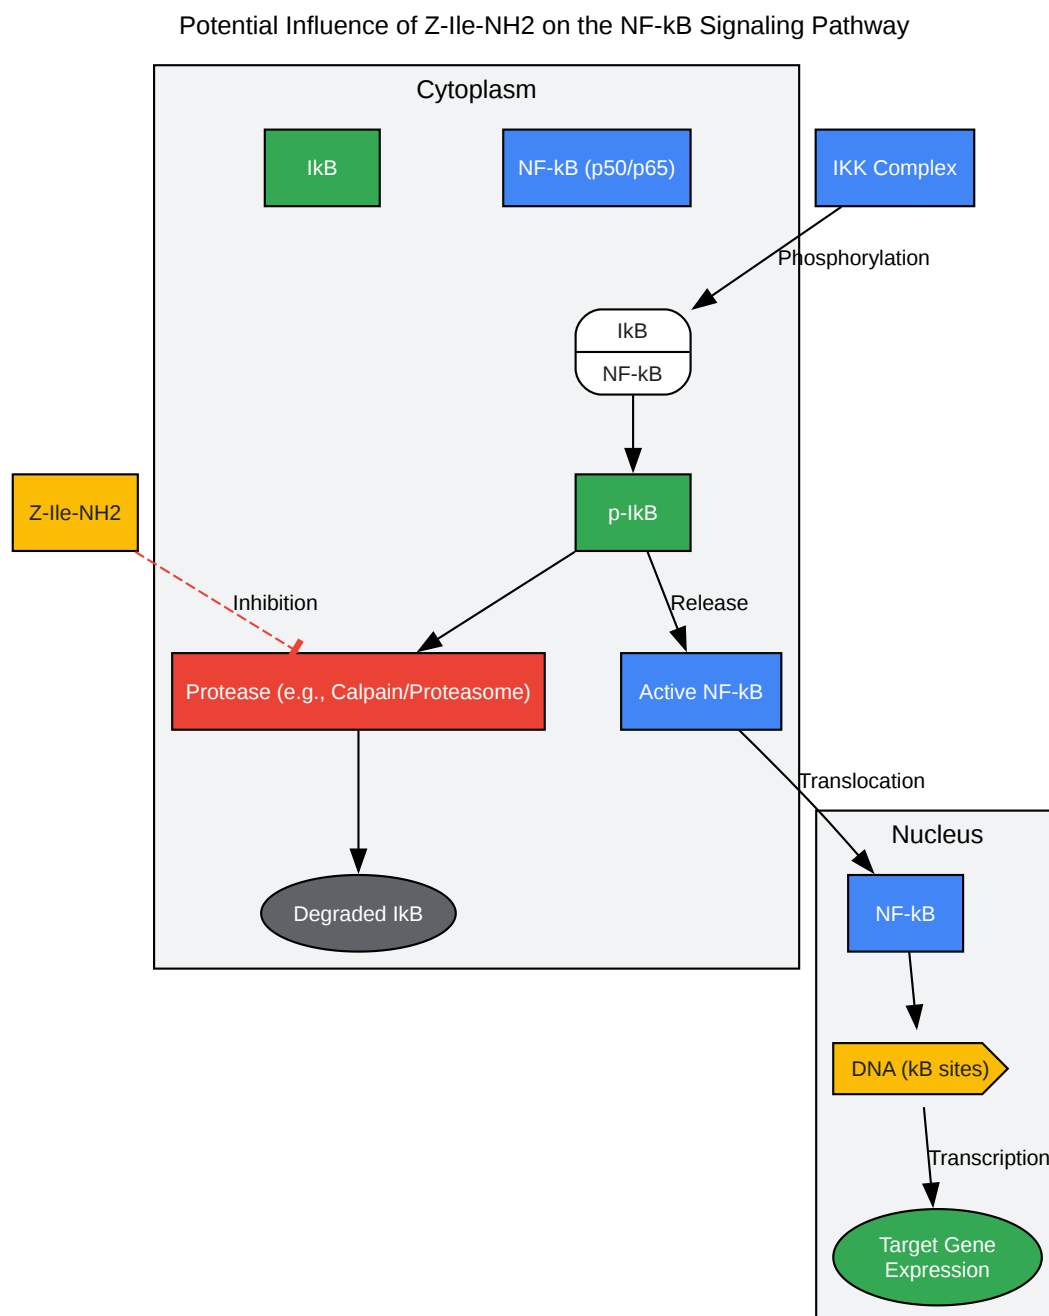 Potential Influence of Z-Ile-NH2 on the NF-kB Signaling Pathway
Cytoplasm
IkB
NF-kB (p50/p65)
IKK Complex
Phosphorylation
IkB
NF-kB
Z-Ile-NH2
p-IkB
Inhibition
Release
Protease (e.g., Calpain/Proteasome)
Active NF-kB
Translocation
Nucleus
Degraded IkB
NF-kB
DNA (kB sites)
Transcription
Target Gene
Expression